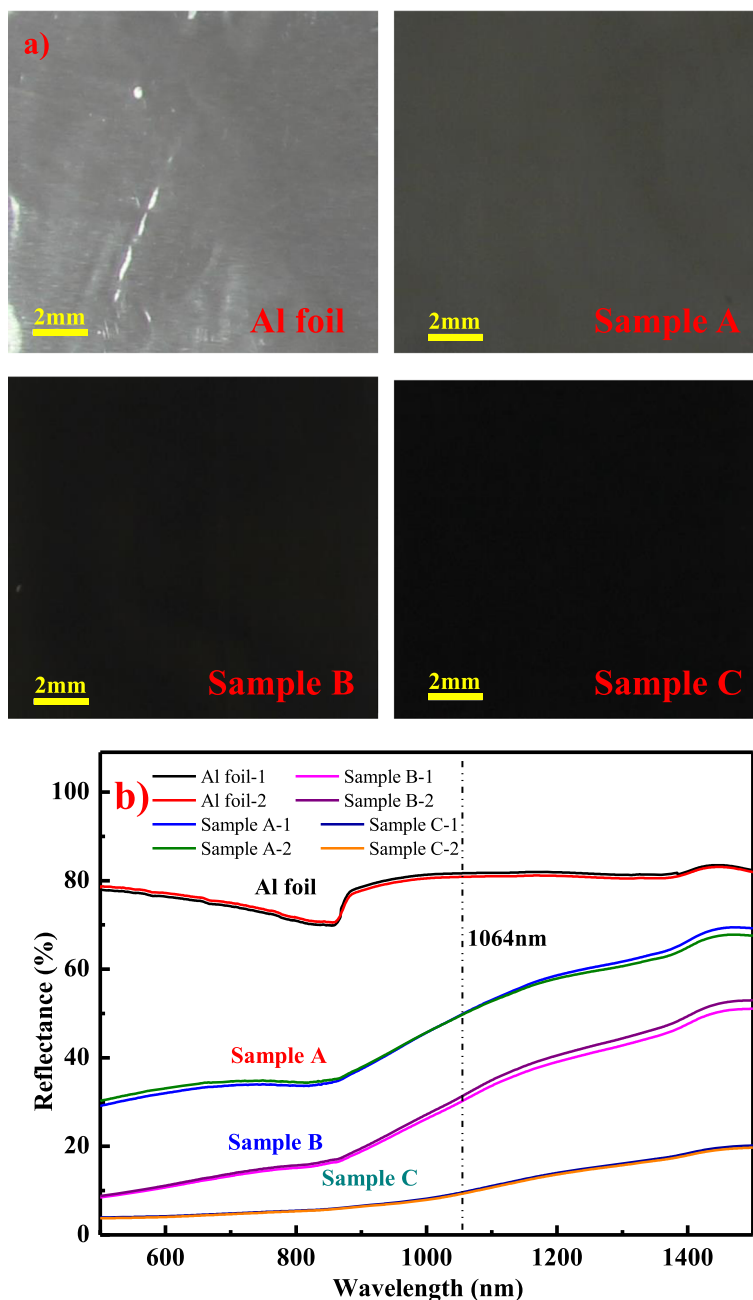 a)
2mm
Al foil
2mm
Sample A
2mm
Sample B
2mm
Sample C
b)
Al foil-1
Sample B-1
Al foil-2
Sample B-2
Sample A-1
Sample C-1
Sample A-2
Sample C-2
100
80
60
40
20
0
Reflectance (%)
Al foil
1064nm
Sample A
Sample B
Sample C
600
800
1000
1200
1400
Wavelength (nm)